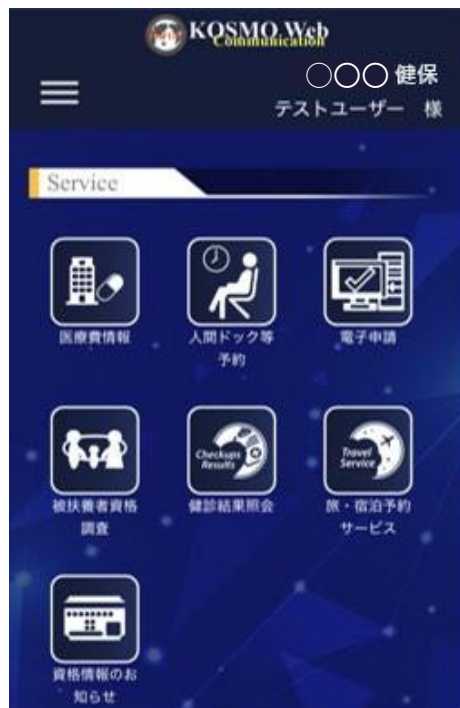 KOSMO Web
Communication
○○○ 健保
テストユーザー 様
Service
医療費情報
人間ドック等
予約
電子申請
被扶養者資格
調査
Checkups
Results
健診結果照会
Travel
Service
旅・宿泊予約
サービス
資格情報のお
知らせ